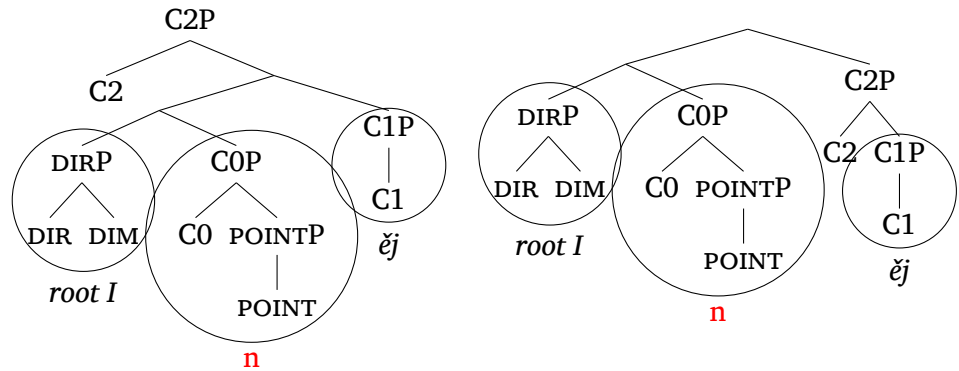 C2P
C2
C1P
DIRP C0P
C1
DIR DIM C0 POINTP
ěj
root I
POINT
n
C2P
DIRP C0P
C2 C1P
DIR DIM C0 POINTP
C1
root I
POINT
ěj
n